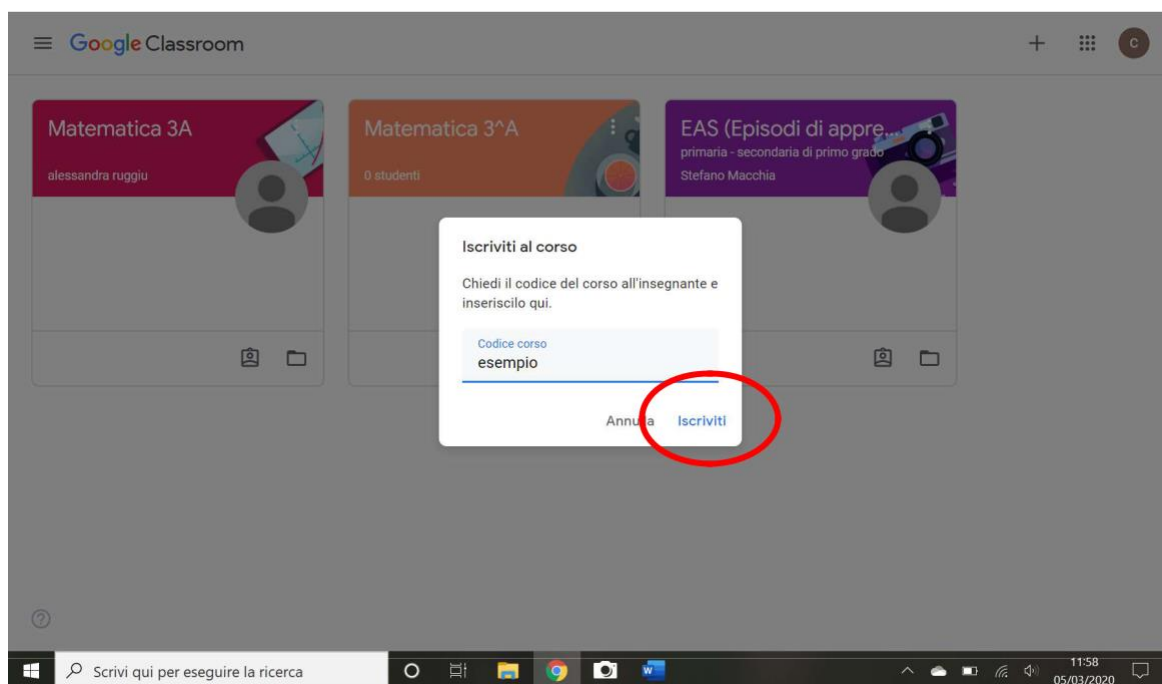 Google Classroom
C
Matematica 3A
alessandra ruggiu
Matematica 3^A
0 studenti
EAS (Episodi di appre...
primaria - secondaria di primo grado
Stefano Macchia
Iscriviti al corso
Chiedi il codice del corso all'insegnante e
inseriscilo qui.
Codice corso
esempio
Annulla Iscriviti
Scrivi qui per eseguire la ricerca
11:58
05/03/2020